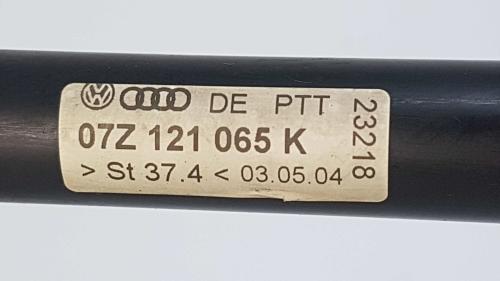 DE PTT
07Z 121 065 K
> St 37.4 < 03.05.04
23218